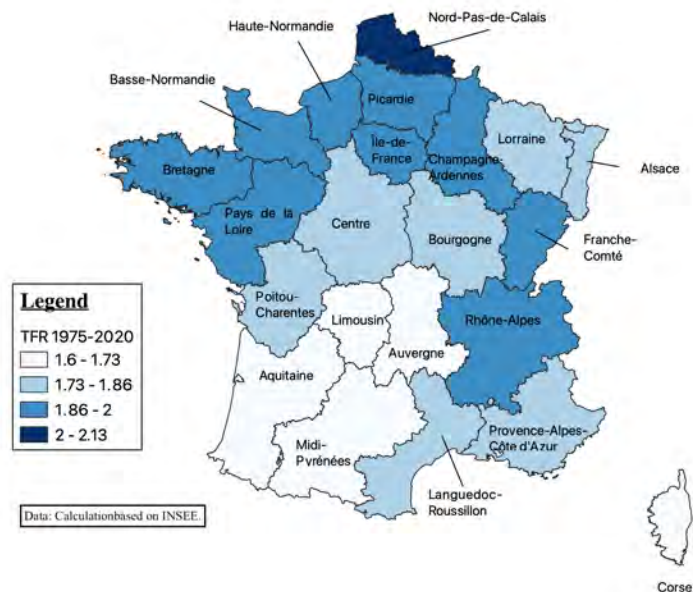 Nord-Pas-de-Calais
Haute-Normandie
Basse-Normandie
Picardie
Lorraine
Île-de-
France
Champagne-
Ardennes
Alsace
Bretagne
Pays de la
Loire
Centre
Bourgogne
Franche-
Comté
Legend
TFR 1975-2020
1.6 - 1.73
1.73 - 1.86
1.86 - 2
2 - 2.13
Poitou-
Charentes
Limousin
Auvergne
Rhône-Alpes
Aquitaine
Midi-
Pyrénées
Provence-Alpes-
Côte d'Azur
Languedoc-
Roussillon
Data: Calculationbased on INSEE.
Corse